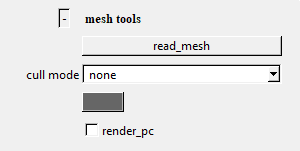 - mesh tools
read_mesh
cull mode none
render_pc